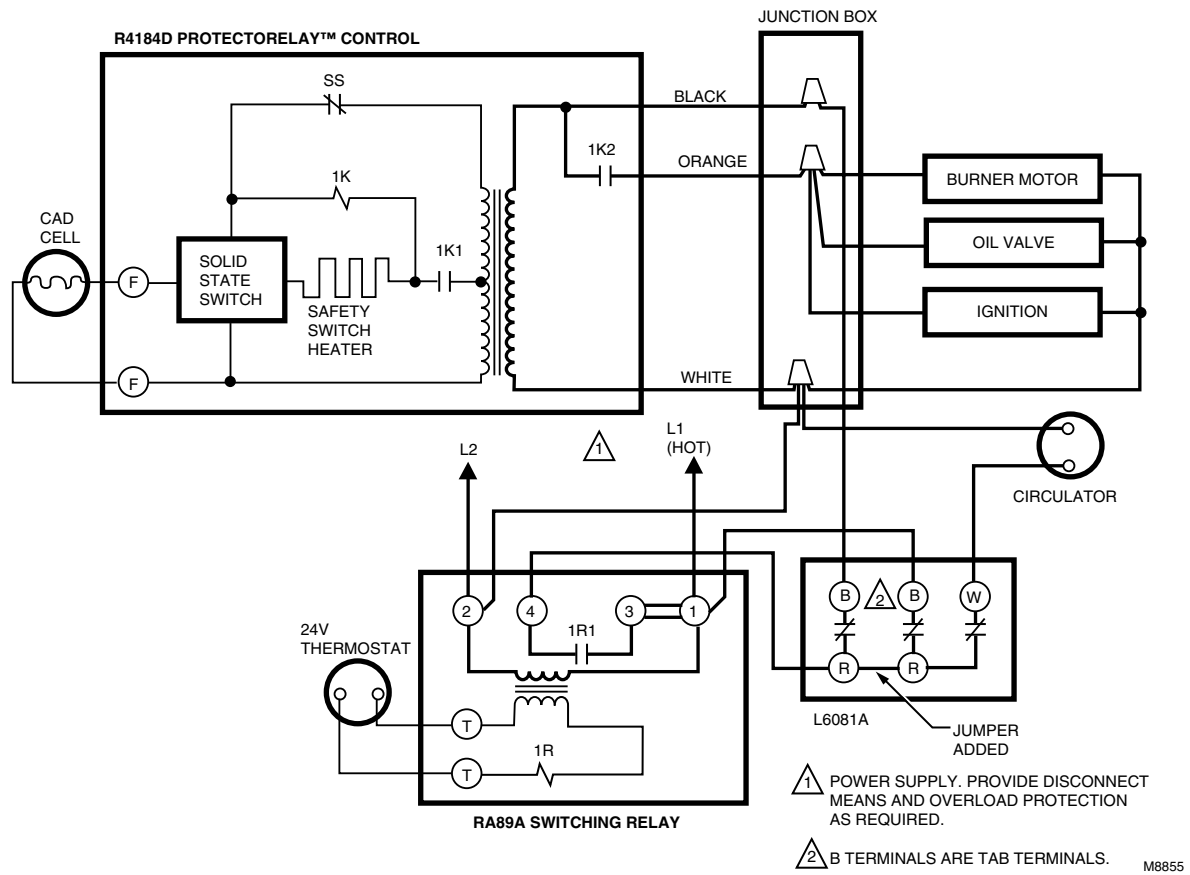 JUNCTION BOX
R4184D PROTECTORELAY™ CONTROL
SS
BLACK
1K2
ORANGE
1K
BURNER MOTOR
CAD
CELL
1K1
OIL VALVE
F
SOLID
STATE
SWITCH
SAFETY
SWITCH
HEATER
IGNITION
F
WHITE
L2
1
L1
(HOT)
CIRCULATOR
2
4
3
1
B
2
B
W
24V
THERMOSTAT
1R1
R
R
L6081A
T
JUMPER
ADDED
1R
T
1 POWER SUPPLY. PROVIDE DISCONNECT
MEANS AND OVERLOAD PROTECTION
AS REQUIRED.
RA89A SWITCHING RELAY
2 B TERMINALS ARE TAB TERMINALS.
M8855